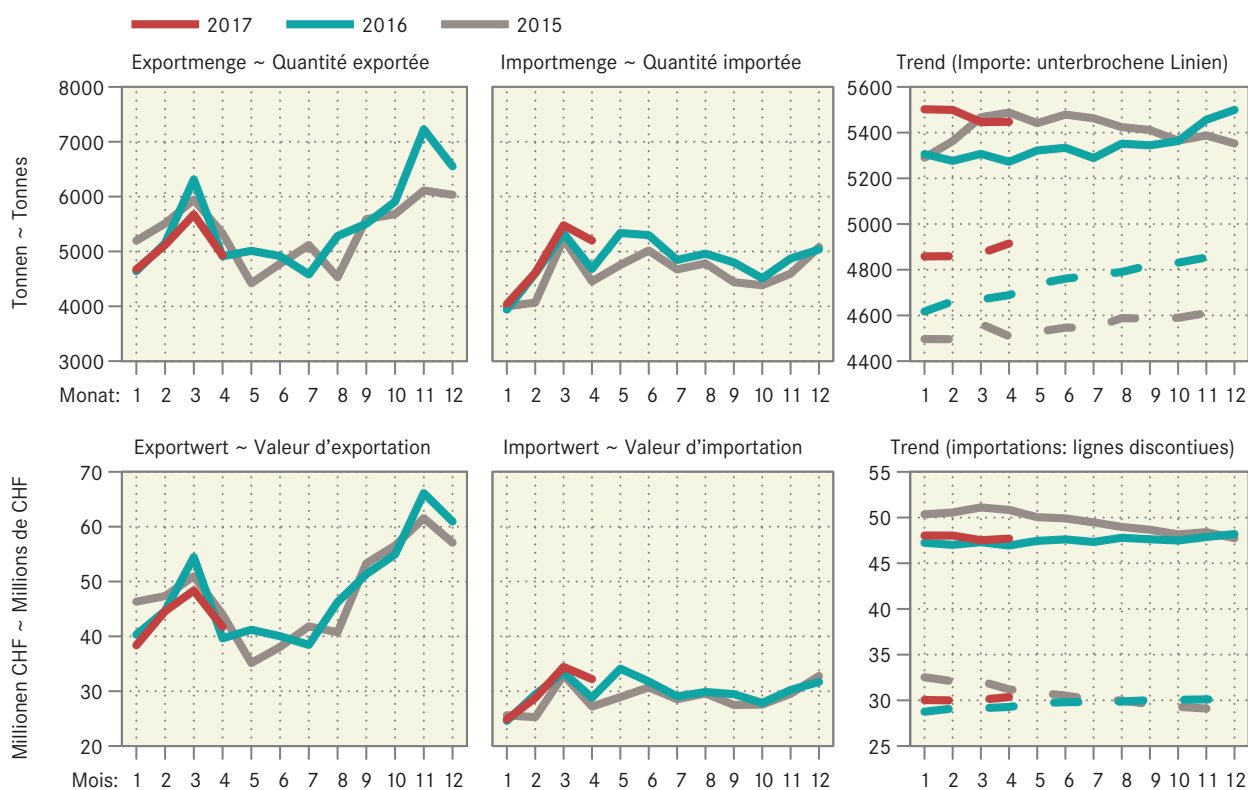 2017 2016 2015
Exportmenge ~ Quantité exportée
Importmenge ~ Quantité importée
Trend (Importe: unterbrochene Linien)
Tonnen ~ Tonnes
8000
7000
6000
5000
4000
3000
5600
5400
5200
5000
4800
4600
4400
Monat: 1 2 3 4 5 6 7 8 9 10 11 12
1 2 3 4 5 6 7 8 9 10 11 12
1 2 3 4 5 6 7 8 9 10 11 12
Exportwert ~ Valeur d’exportation
Importwert ~ Valeur d’importation
Trend (importations: lignes discontiues)
Millionen CHF ~ Millions de CHF
70
60
50
40
30
20
55
50
45
40
35
30
25
Mois: 1 2 3 4 5 6 7 8 9 10 11 12
1 2 3 4 5 6 7 8 9 10 11 12
1 2 3 4 5 6 7 8 9 10 11 12